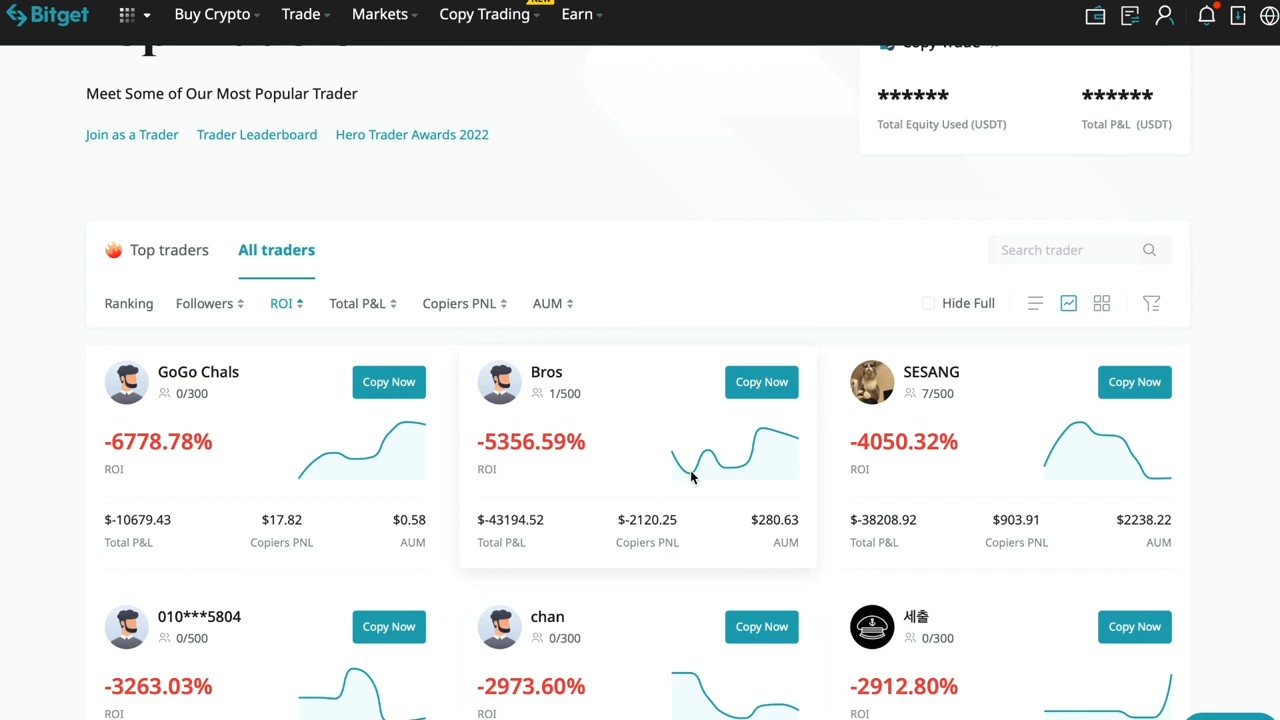 Bitget
Buy Crypto
Trade
Markets
Copy Trading
NEW
Earn
Copy Trade
Meet Some of Our Most Popular Trader
****** ******
Total Equity Used (USDT) Total P&L (USDT)
Join as a Trader Trader Leaderboard Hero Trader Awards 2022
Top traders All traders
Search trader
Ranking Followers ROI Total P&L Copiers PNL AUM
Hide Full
GoGo Chals
0/300
Copy Now
-6778.78%
ROI
$-10679.43 $17.82 $0.58
Total P&L Copiers PNL AUM
Bros
1/500
Copy Now
-5356.59%
ROI
$-43194.52 $-2120.25 $280.63
Total P&L Copiers PNL AUM
SESANG
7/500
Copy Now
-4050.32%
ROI
$-38208.92 $903.91 $2238.22
Total P&L Copiers PNL AUM
010***5804
0/500
Copy Now
-3263.03%
ROI
chan
0/300
Copy Now
-2973.60%
ROI
세출
0/300
Copy Now
-2912.80%
ROI